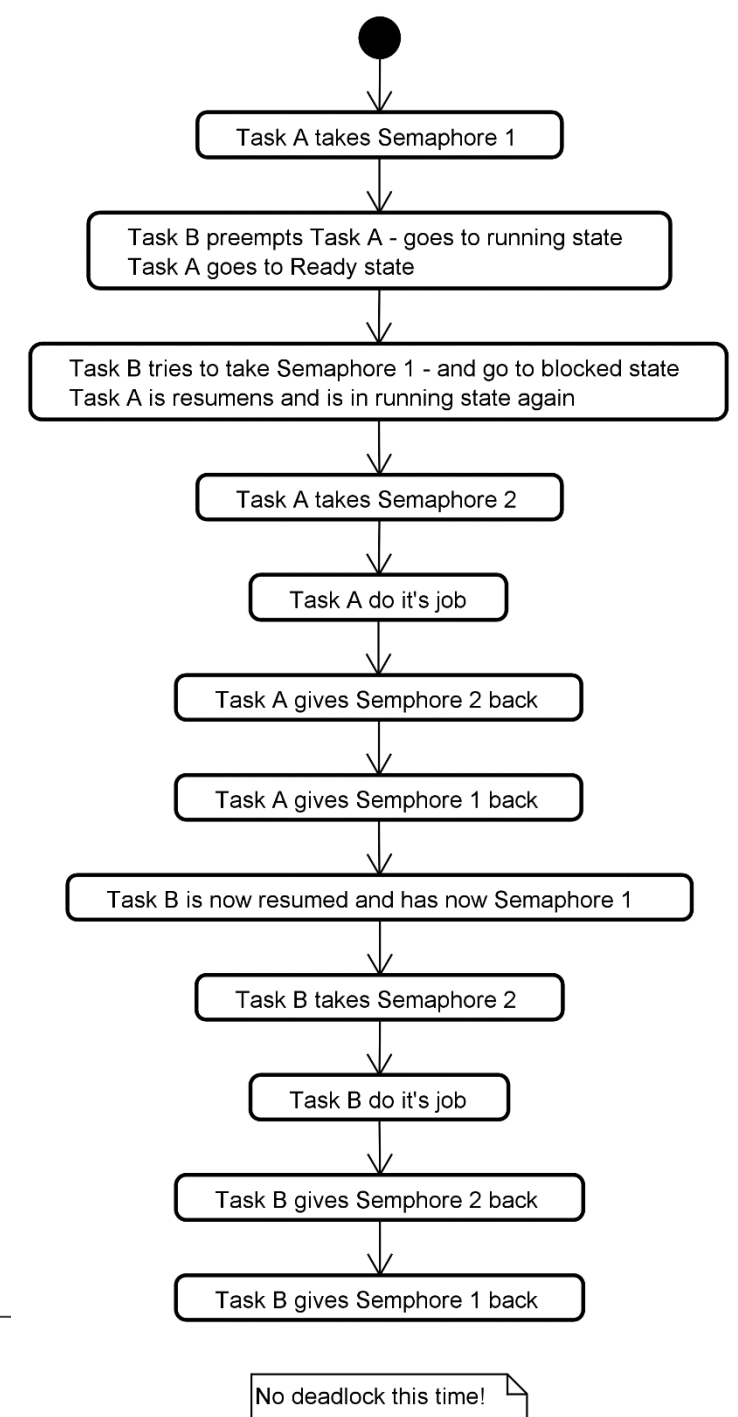 Task A takes Semaphore 1
Task B preempts Task A - goes to running state
Task A goes to Ready state
Task B tries to take Semaphore 1 - and go to blocked state
Task A is resumens and is in running state again
Task A takes Semaphore 2
Task A do it's job
Task A gives Semphore 2 back
Task A gives Semphore 1 back
Task B is now resumed and has now Semaphore 1
Task B takes Semaphore 2
Task B do it's job
Task B gives Semphore 2 back
Task B gives Semphore 1 back
No deadlock this time!